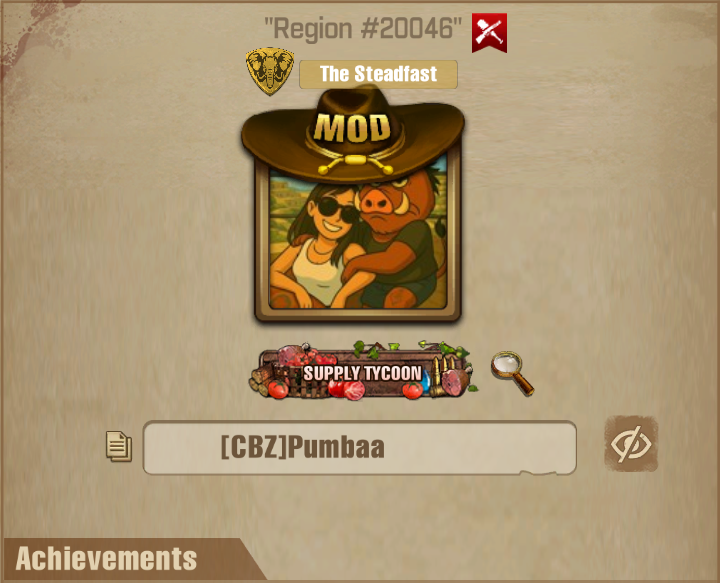 "Region #20046"
The Steadfast
MOD
SUPPLY TYCOON
[CBZ]Pumbaa
Achievements